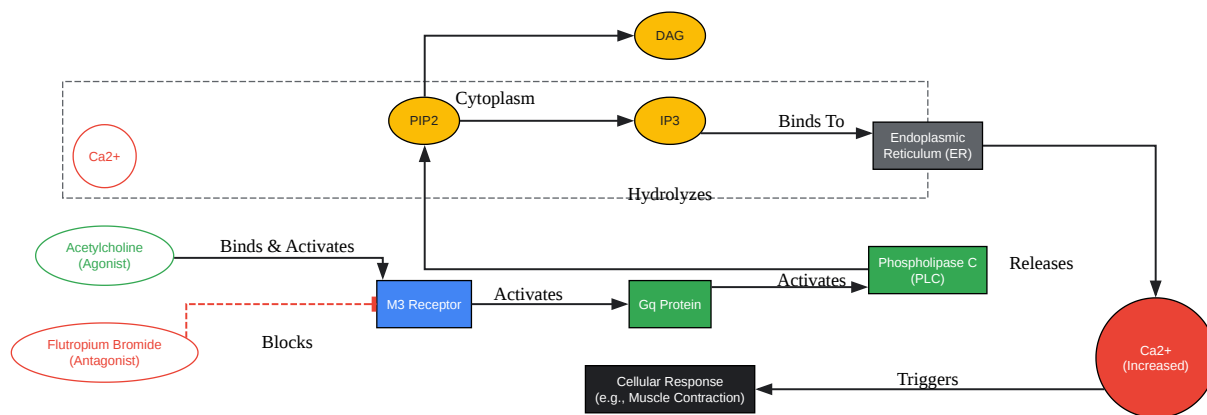 DAG
Cytoplasm
PIP2
IP3
Binds To
Endoplasmic
Reticulum (ER)
Ca2+
Hydrolyzes
Acetylcholine
(Agonist)
Binds & Activates
Phospholipase C
(PLC)
Releases
M3 Receptor
Activates
Gq Protein
Activates
Flutropium Bromide
(Antagonist)
Blocks
Ca2+
(Increased)
Cellular Response
(e.g., Muscle Contraction)
Triggers